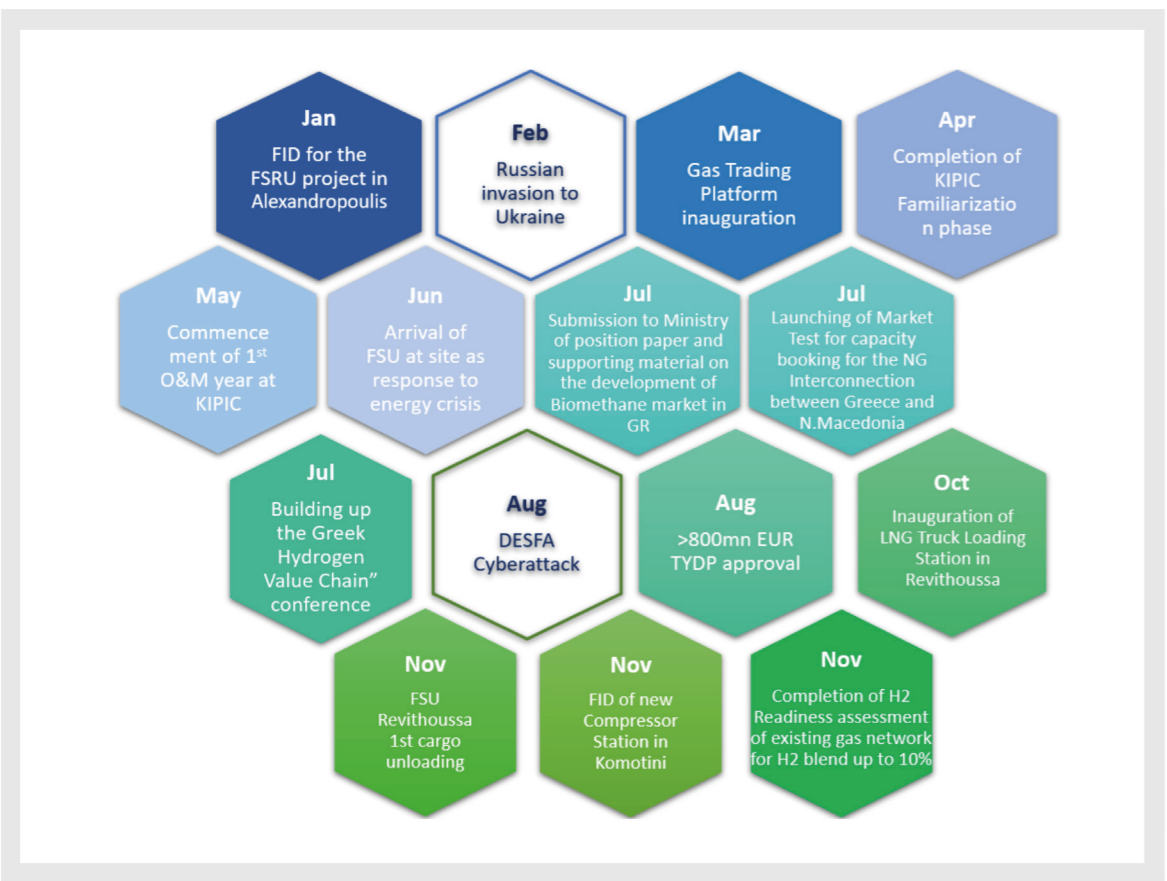 Jan
FID for the
FSRU project in
Alexandropoulis
Feb
Russian
invasion to
Ukraine
Mar
Gas Trading
Platform
inauguration
Apr
Completion of
KIPIC
Familiarizatio
n phase
May
Commence
ment of 1st
O&M year at
KIPIC
Jun
Arrival of
FSU at site as
response to
energy crisis
Jul
Submission to Ministry
of position paper and
supporting material on
the development of
Biomethane market in
GR
Jul
Launching of Market
Test for capacity
booking for the NG
Interconnection
between Greece and
N.Macedonia
Jul
Building up
the Greek
Hydrogen
Value Chain”
conference
Aug
DESFA
Cyberattack
Aug
>800mn EUR
TYDP approval
Oct
Inauguration of
LNG Truck Loading
Station in
Revithoussa
Nov
FSU
Revithoussa
1st cargo
unloading
Nov
FID of new
Compressor
Station in
Komotini
Nov
Completion of H2
Readiness assessment
of existing gas network
for H2 blend up to 10%